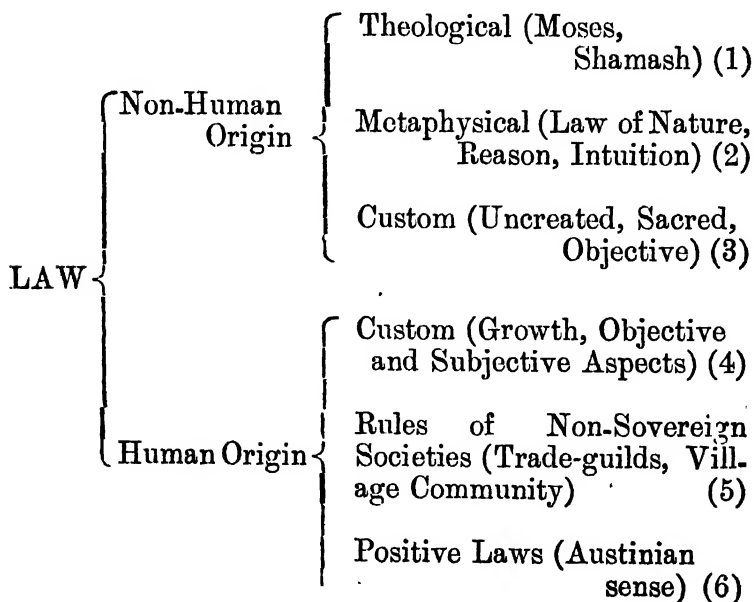 Theological (Moses,
Shamash) (1)
Non-Human
Origin
Metaphysical (Law of Nature,
Reason, Intuition) (2)
Custom (Uncreated, Sacred,
Objective) (3)
LAW
Custom (Growth, Objective
and Subjective Aspects) (4)
Human Origin
Rules of Non-Sovereign
Societies (Trade-guilds, Vill-
age Community) (5)
Positive Laws (Austinian
sense) (6)